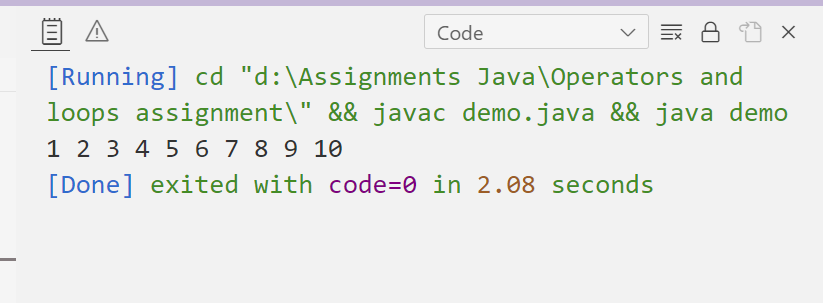 Code
[Running] cd "d:\Assignments Java\Operators and
loops assignment\" && javac demo.java && java demo
1 2 3 4 5 6 7 8 9 10
[Done] exited with code=0 in 2.08 seconds